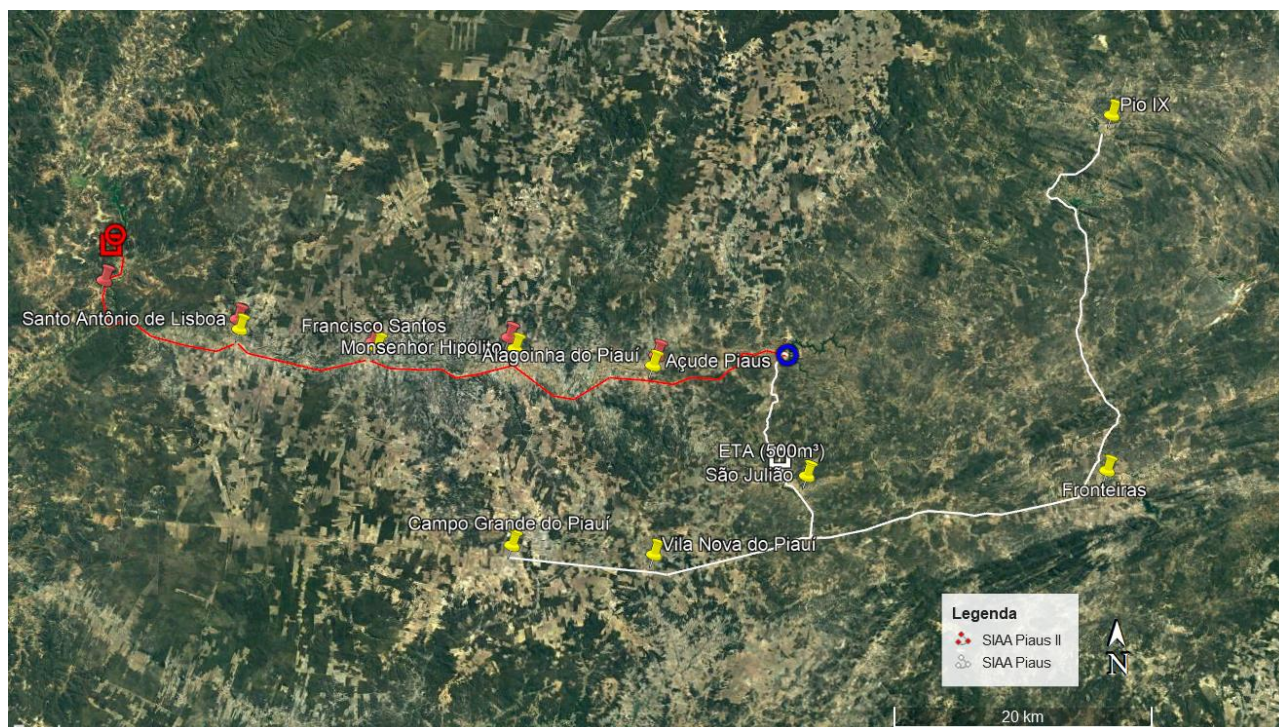 Pio IX
Santo Antônio de Lisboa
Francisco Santos
Monsenhor Hipólito
Alagoinha do Piauí
Açude Piaus
ETA (500m³)
São Julião
Fronteiras
Campo Grande do Piauí
Vila Nova do Piauí
Legenda
SIAA Piaus II
SIAA Piaus
N
20 km